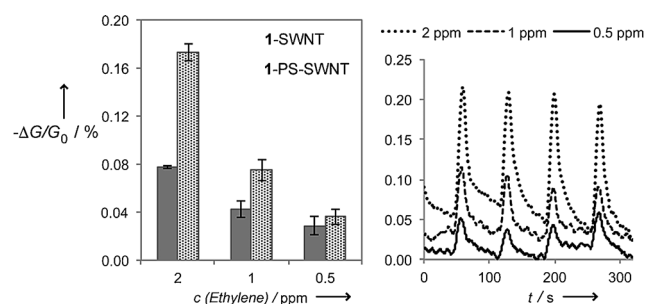 0.20
0.16
0.12
0.08
0.04
0.00
-ΔG/G₀ / %
1-SWNT
1-PS-SWNT
2 1 0.5
c (Ethylene) / ppm
2 ppm 1 ppm 0.5 ppm
0.25
0.20
0.15
0.10
0.05
0.00
0 100 200 300
t / s